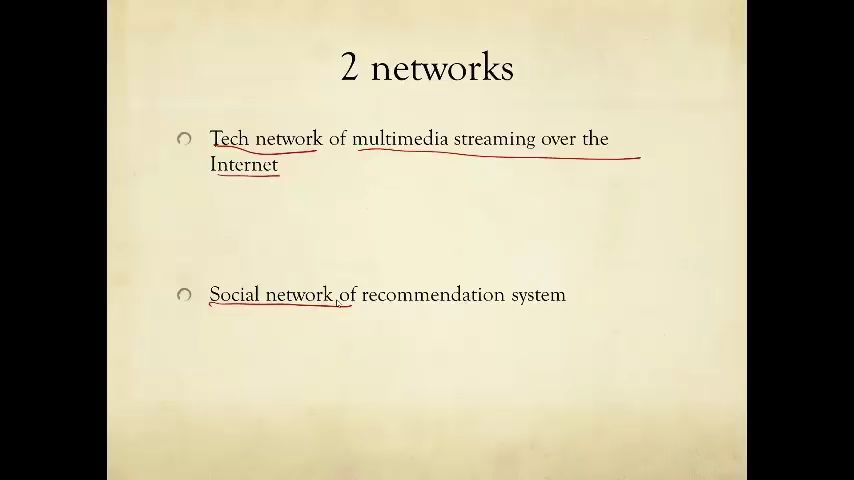 2 networks
Tech network of multimedia streaming over the
Internet
Social network of recommendation system